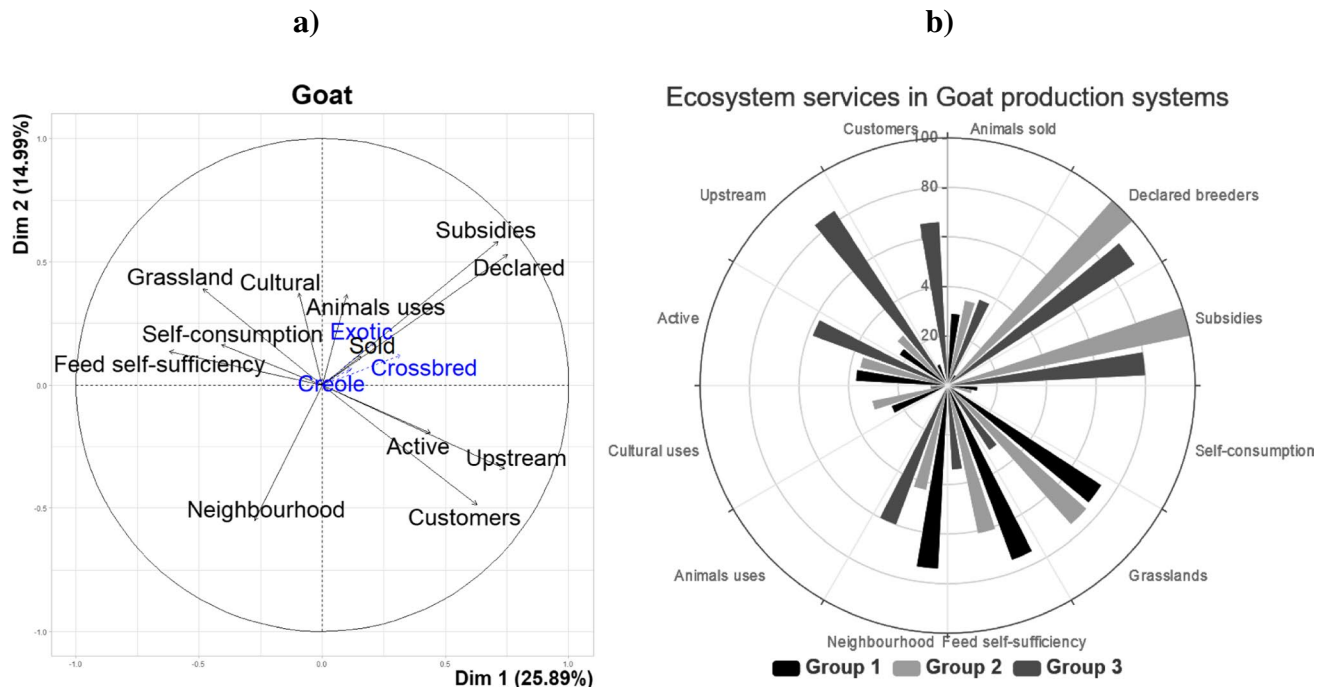 a)
b)
Goat
Dim 2 (14.99%)
1.0
0.5
0.0
-0.5
-1.0
Subsidies
Declared
Grassland
Cultural
Animals uses
Self-consumption
Exotic
Sold
Feed self-sufficiency
Crossbred
Creole
Active
Upstream
Neighbourhood
Customers
-1.0
-0.5
0.0
0.5
1.0
Dim 1 (25.89%)
Ecosystem services in Goat production systems
Customers
100
Animals sold
Upstream
80
Declared breeders
4
Active
20
Subsidies
Cultural uses
Self-consumption
Animals uses
Grasslands
Neighbourhood
Feed self-sufficiency
Group 1
Group 2
Group 3